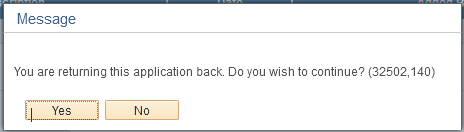 Message
You are returning this application back. Do you wish to continue? (32502,140)
Yes No